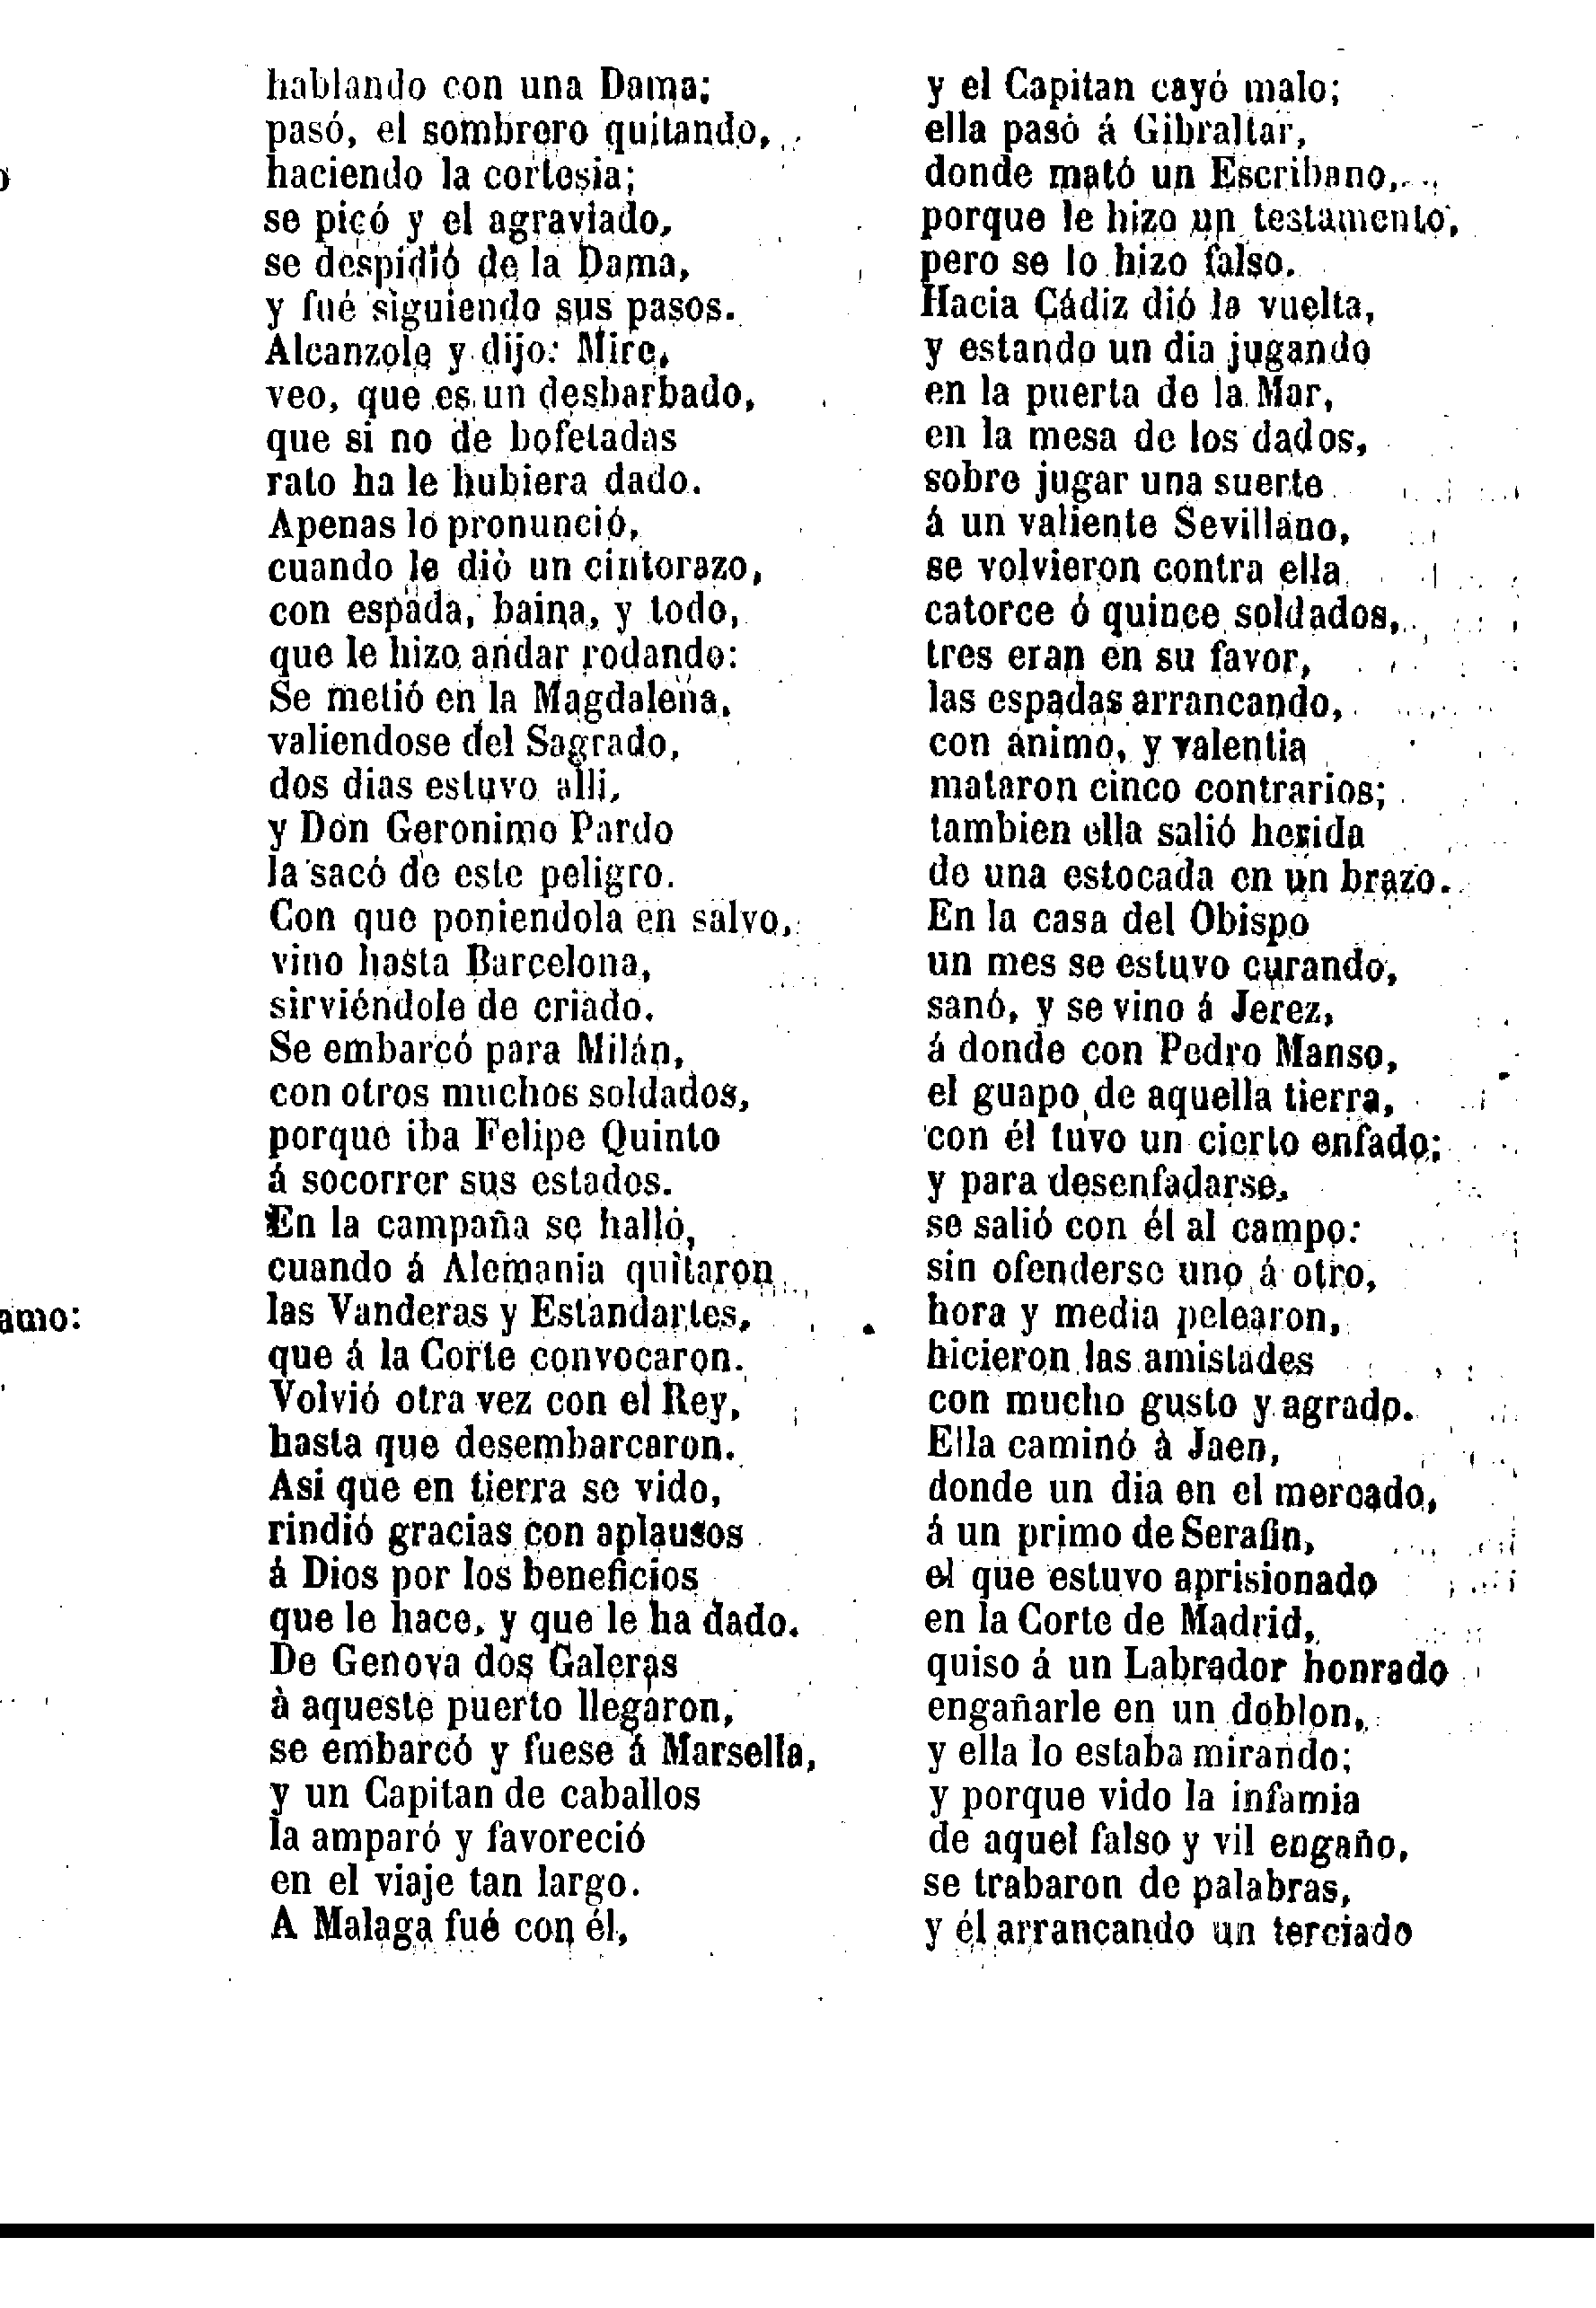 hablando con una Dama;
pasó, el sombrero quitando,
haciendo la cortesia;
se picó y el agraviado,
se despidió de la Dama,
y fué siguiendo sus pasos.
Alcanzole y dijo: Mire,
veo, que es un desbarbado,
que si no de bofetadas
rato ha le hubiera dado.
Apenas lo pronunció,
cuando le diò un cintorazo,
con espada, baina, y todo,
que le hizo andar rodando:
Se metió en la Magdalena,
valiendose del Sagrado,
dos dias estuvo alli,
y Don Geronimo Pardo
la sacó de este peligro.
Con que poniendola en salvo,
vino hasta Barcelona,
sirviéndole de criado.
Se embarcó para Milán,
con otros muchos soldados,
porque iba Felipe Quinto
á socorrer sus estados.
En la campaña se halló,
cuando á Alemania quitaron
las Vanderas y Estandartes,
que á la Corte convocaron.
Volvió otra vez con el Rey,
hasta que desembarcaron.
Asi que en tierra se vido,
rindió gracias con aplausos
á Dios por los beneficios
que le hace, y que le ha dado.
De Genova dos Galeras
à aqueste puerto llegaron,
se embarcó y fuese á Marsella,
y un Capitan de caballos
la amparó y favoreció
en el viaje tan largo.
A Malaga fué con él,
y el Capitan cayó malo;
ella pasó á Gibraltar,
donde mató un Escribano,
porque le hizo un testamento,
pero se lo hizo falso.
Hacia Cádiz dió la vuelta,
y estando un dia jugando
en la puerta de la Mar,
en la mesa de los dados,
sobre jugar una suerte
á un valiente Sevillano,
se volvieron contra ella
catorce ó quince soldados,
tres eran en su favor,
las espadas arrancando,
con ánimo, y valentia
mataron cinco contrarios;
tambien ella salió herida
de una estocada en un brazo.
En la casa del Obispo
un mes se estuvo curando,
sanó, y se vino á Jerez,
á donde con Pedro Manso,
el guapo de aquella tierra,
con él tuvo un cierto enfado;
y para desenfadarse,
se salió con él al campo:
sin ofenderse uno á otro,
hora y media pelearon,
hicieron las amistades
con mucho gusto y agrado.
Ella caminó à Jaen,
donde un dia en el mercado,
á un primo de Serafin,
el que estuvo aprisionado
en la Corte de Madrid,
quiso á un Labrador honrado
engañarle en un doblon,
y ella lo estaba mirando;
y porque vido la infamia
de aquel falso y vil engaño,
se trabaron de palabras,
y él arrancando un terciado
amo: